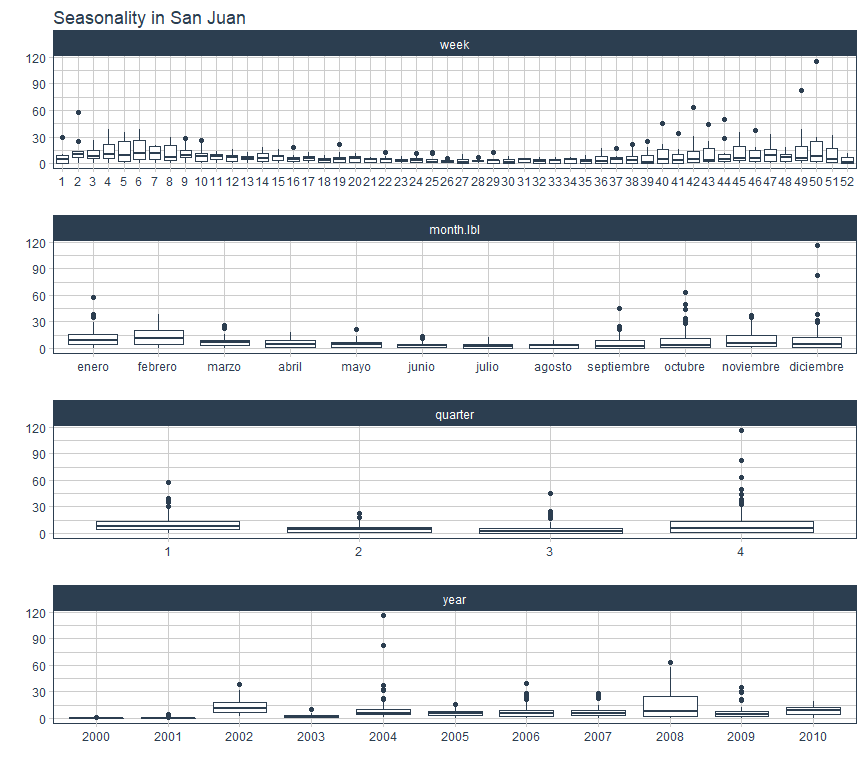 Seasonality in San Juan
week
120
90
60
30
0
1 2 3 4 5 6 7 8 9 10 11 12 13 14 15 16 17 18 19 20 21 22 23 24 25 26 27 28 29 30 31 32 33 34 35 36 37 38 39 40 41 42 43 44 45 46 47 48 49 50 51 52
month.lbl
120
90
60
30
0
enero febrero marzo abril mayo junio julio agosto septiembre octubre noviembre diciembre
quarter
120
90
60
30
0
1 2 3 4
year
120
90
60
30
0
2000 2001 2002 2003 2004 2005 2006 2007 2008 2009 2010